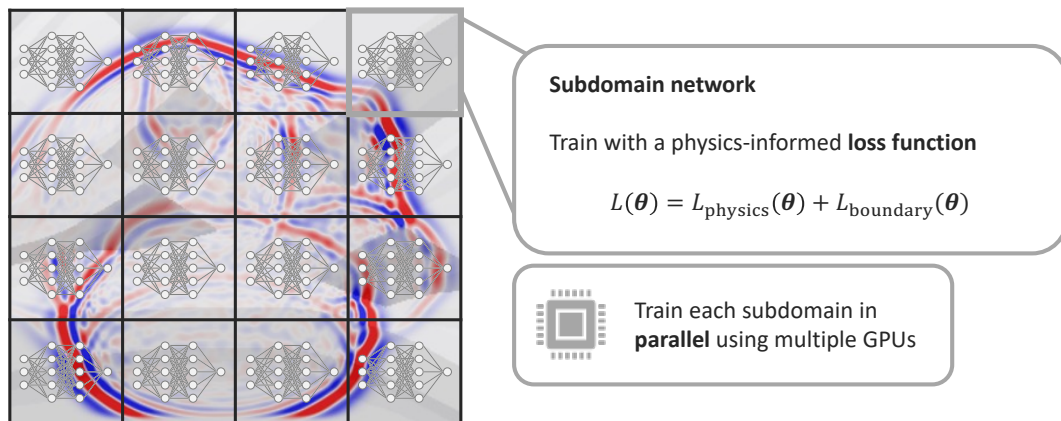 Subdomain network
Train with a physics-informed loss function
L(θ) = L_physics(θ) + L_boundary(θ)
Train each subdomain in
parallel using multiple GPUs